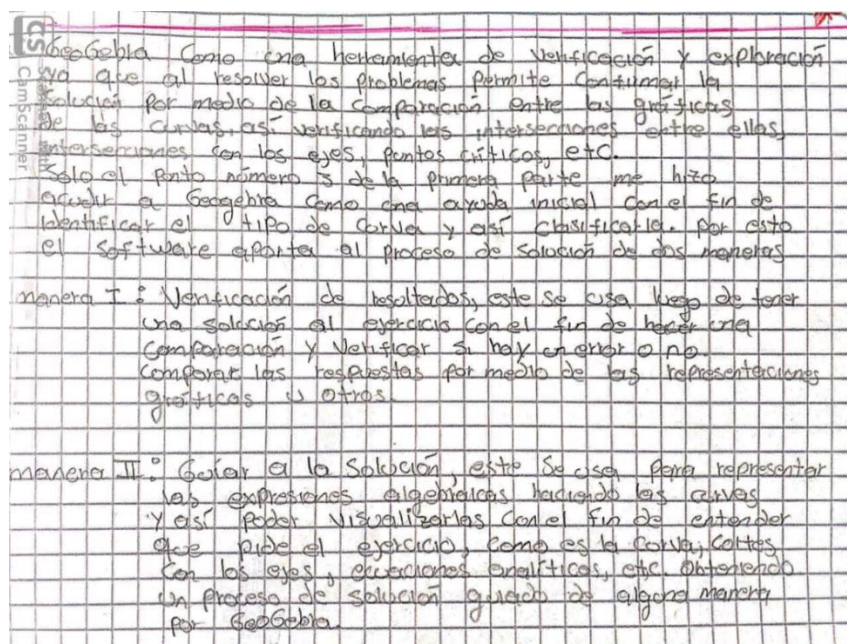 CS CamScanner
GeoGebra Como una herramienta de verificación y exploración
ya que al resolver los problemas permite confirmar la
solución por medio de la comparación entre las gráficas
de las curvas, así verificando las intersecciones entre ellas,
intersecciones con los ejes, puntos críticos, etc.
Solo el punto número 3 de la primera parte me hizo
acudir a Geogebra como una ayuda inicial con el fin de
identificar el tipo de curva y así clasificarla. Por esto
el software aporta al proceso de solución de dos maneras
manera I: Verificación de resultados, este se usa luego de tener
una solución al ejercicio con el fin de hacer una
comparación y verificar si hay un error o no.
comparar las respuestas por medio de las representaciones
gráficas u otros.
manera II: Guiar a la solución, este se usa para representar
las expresiones algebraicas haciendo las curvas
y así poder visualizarlas con el fin de entender
que pide el ejercicio, como es la curva, cortes
con los ejes, ecuaciones analíticas, etc. Obteniendo
un proceso de solución guiado de alguna manera
por GeoGebra.